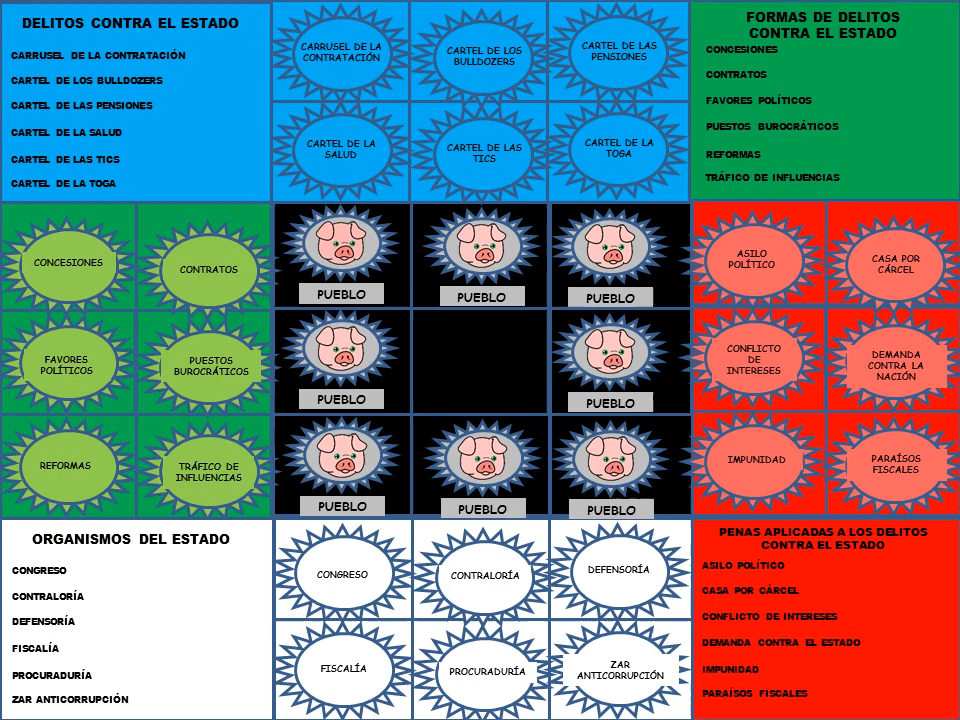 DELITOS CONTRA EL ESTADO
CARRUSEL DE LA CONTRATACIÓN
CARTEL DE LOS BULLDOZERS
CARTEL DE LAS PENSIONES
CARTEL DE LA SALUD
CARTEL DE LAS TICS
CARTEL DE LA TOGA
CARRUSEL DE LA
CONTRATACIÓN
CARTEL DE LOS
BULLDOZERS
CARTEL DE LAS
PENSIONES
CARTEL DE LA
SALUD
CARTEL DE LAS
TICS
CARTEL DE LA
TOGA
FORMAS DE DELITOS
CONTRA EL ESTADO
CONCESIONES
CONTRATOS
FAVORES POLÍTICOS
PUESTOS BUROCRÁTICOS
REFORMAS
TRÁFICO DE INFLUENCIAS
CONCESIONES
CONTRATOS
FAVORES
POLÍTICOS
PUESTOS
BUROCRÁTICOS
REFORMAS
TRÁFICO DE
INFLUENCIAS
PUEBLO
PUEBLO
PUEBLO
PUEBLO
PUEBLO
PUEBLO
PUEBLO
PUEBLO
ASILO
POLÍTICO
CASA POR
CÁRCEL
CONFLICTO
DE
INTERESES
DEMANDA
CONTRA LA
NACIÓN
IMPUNIDAD
PARAÍSOS
FISCALES
ORGANISMOS DEL ESTADO
CONGRESO
CONTRALORÍA
DEFENSORÍA
FISCALÍA
PROCURADURÍA
ZAR ANTICORRUPCIÓN
CONGRESO
CONTRALORÍA
DEFENSORÍA
FISCALÍA
PROCURADURÍA
ZAR
ANTICORRUPCIÓN
PENAS APLICADAS A LOS DELITOS
CONTRA EL ESTADO
ASILO POLÍTICO
CASA POR CÁRCEL
CONFLICTO DE INTERESES
DEMANDA CONTRA EL ESTADO
IMPUNIDAD
PARAÍSOS FISCALES